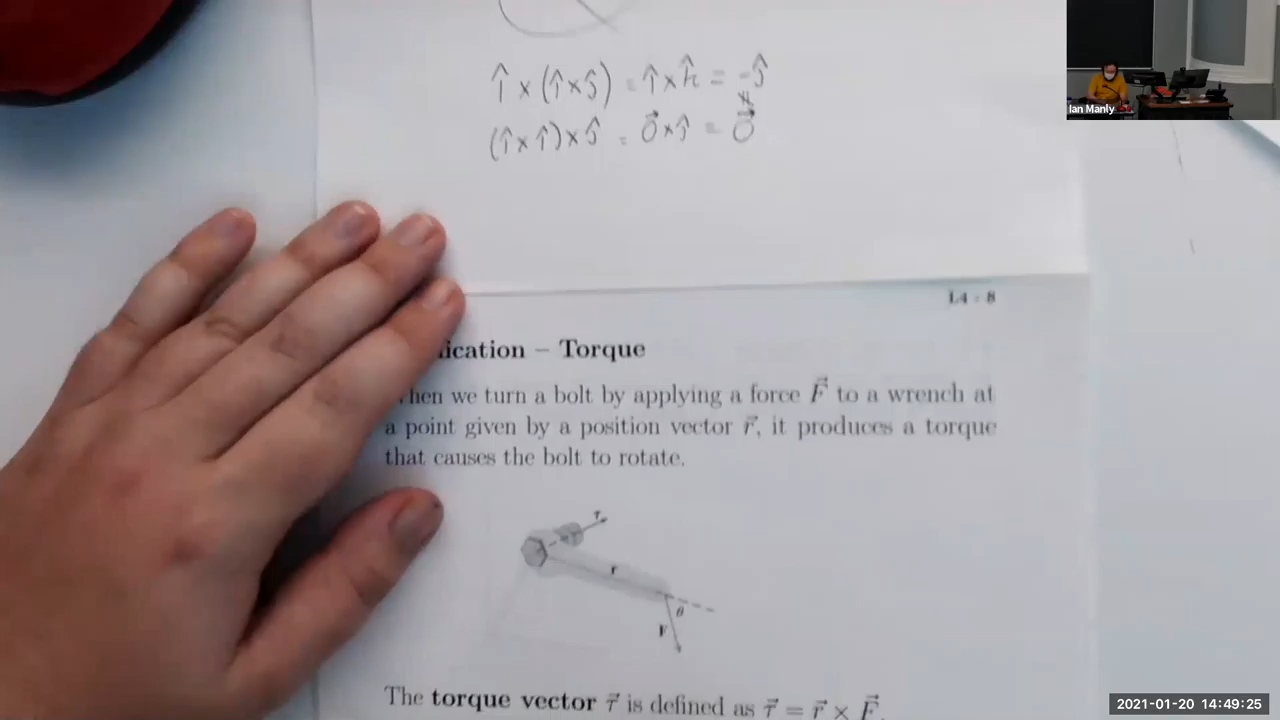 î × (î × ĵ) = î × k̂ = -ĵ
(î × î) × ĵ = 0⃗ × ĵ = 0⃗
Ian Manly
L4 : 8
ication – Torque
hen we turn a bolt by applying a force F⃗ to a wrench at
a point given by a position vector r⃗, it produces a torque
that causes the bolt to rotate.
τ
r
θ
F
The torque vector τ⃗ is defined as τ⃗ = r⃗ × F⃗.
2021-01-20 14:49:25